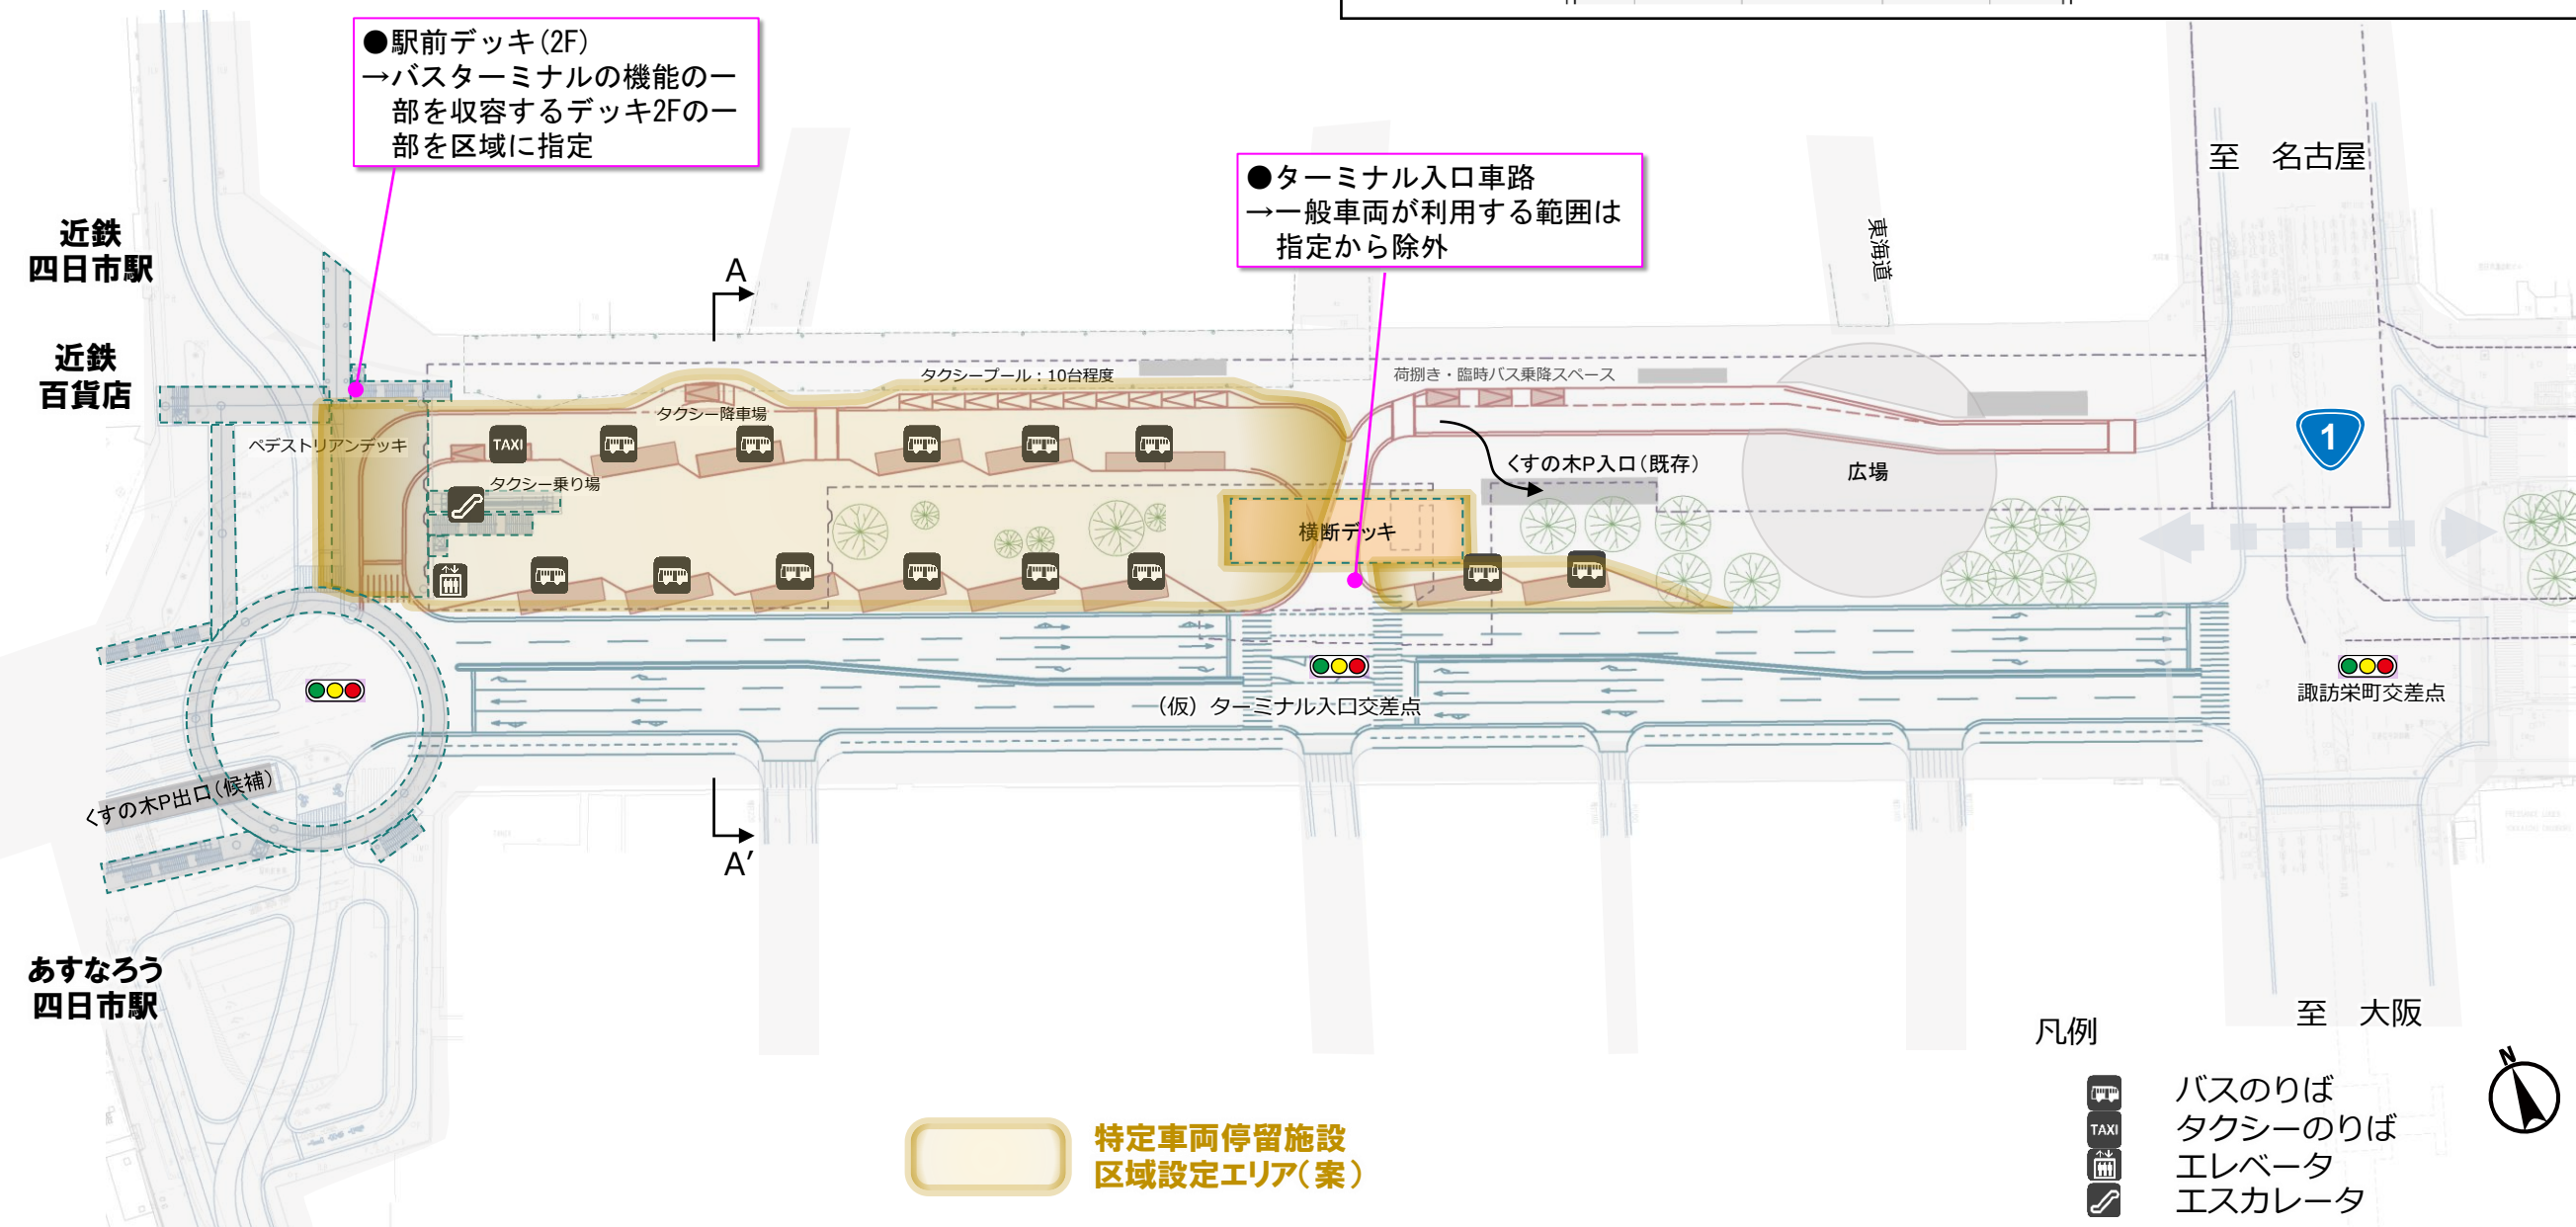 ●駅前デッキ(2F)
→バスターミナルの機能の一
部を収容するデッキ2Fの一
部を区域に指定
●ターミナル入口車路
→一般車両が利用する範囲は
指定から除外
至　名古屋
近鉄
四日市駅
東海道
A
近鉄
百貨店
タクシープール：10台程度
荷捌き・臨時バス乗降スペース
タクシー降車場
ペデストリアンデッキ
TAXI
タクシー乗り場
くすの木P入口(既存)
広場
1
横断デッキ
(仮) ターミナル入口交差点
諏訪栄町交差点
くすの木P出口(候補)
A′
あすなろう
四日市駅
至　大阪
凡例
N
バスのりば
TAXI
タクシーのりば
エレベータ
エスカレータ
特定車両停留施設
区域設定エリア(案)